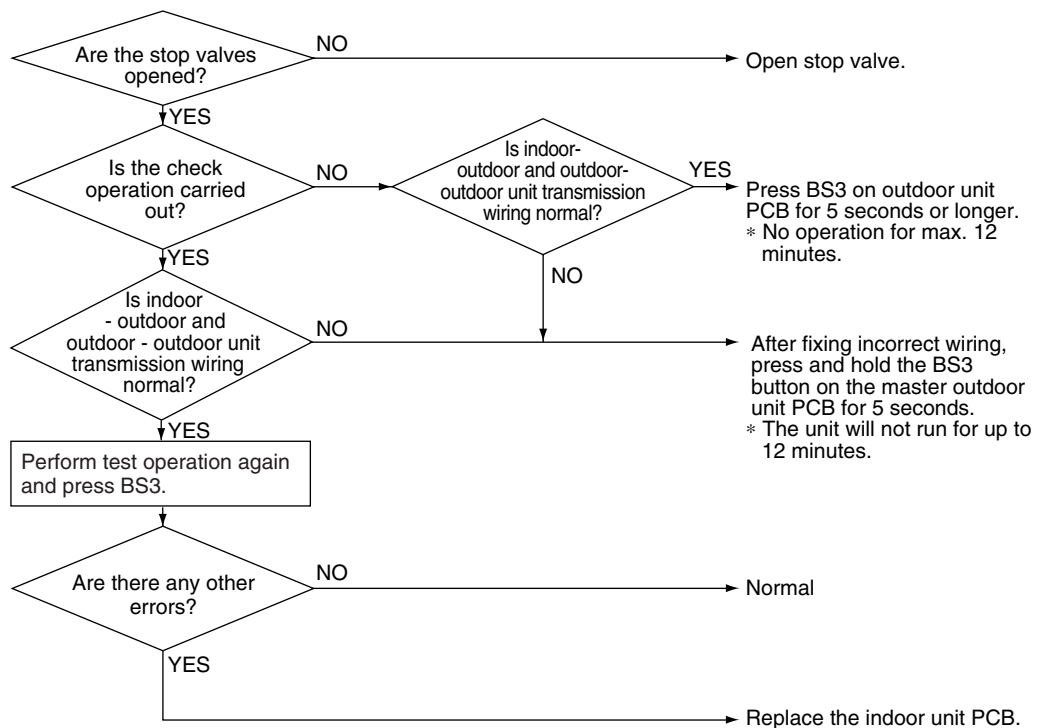 Are the stop valves
opened?
NO
Open stop valve.
YES
Is the check
operation carried
out?
NO
Is indoor-
outdoor and outdoor-
outdoor unit transmission
wiring normal?
YES
Press BS3 on outdoor unit
PCB for 5 seconds or longer.
* No operation for max. 12
minutes.
YES
NO
Is indoor
- outdoor and
outdoor - outdoor unit
transmission wiring
normal?
NO
After fixing incorrect wiring,
press and hold the BS3
button on the master outdoor
unit PCB for 5 seconds.
* The unit will not run for up to
12 minutes.
YES
Perform test operation again
and press BS3.
Are there any other
errors?
NO
Normal
YES
Replace the indoor unit PCB.